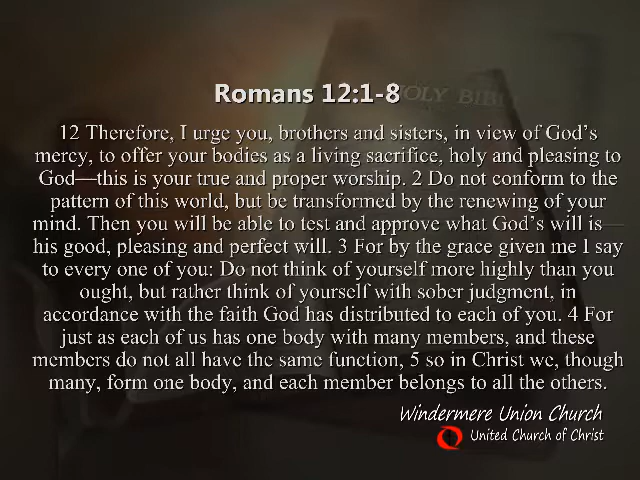 Romans 12:1-8
HOLY BIBLE
12 Therefore, I urge you, brothers and sisters, in view of God's
mercy, to offer your bodies as a living sacrifice, holy and pleasing to
God—this is your true and proper worship. 2 Do not conform to the
pattern of this world, but be transformed by the renewing of your
mind. Then you will be able to test and approve what God's will is—
his good, pleasing and perfect will. 3 For by the grace given me I say
to every one of you: Do not think of yourself more highly than you
ought, but rather think of yourself with sober judgment, in
accordance with the faith God has distributed to each of you. 4 For
just as each of us has one body with many members, and these
members do not all have the same function, 5 so in Christ we, though
many, form one body, and each member belongs to all the others.
Windermere Union Church
United Church of Christ